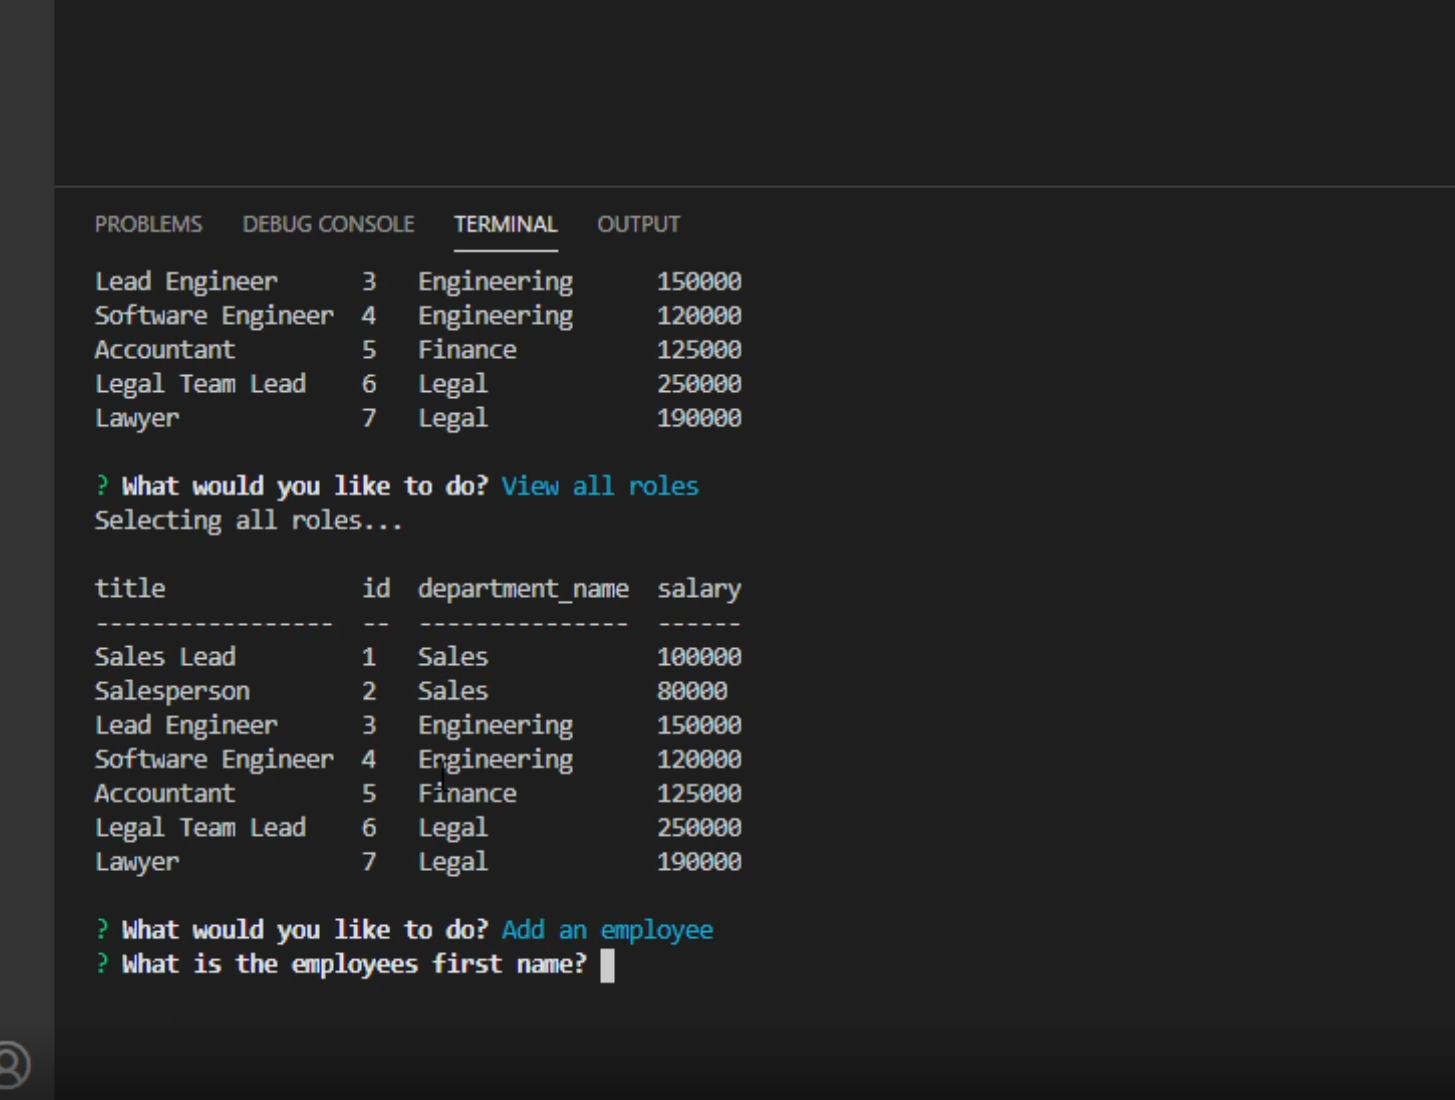 PROBLEMS DEBUG CONSOLE TERMINAL OUTPUT
Lead Engineer 3 Engineering 150000
Software Engineer 4 Engineering 120000
Accountant 5 Finance 125000
Legal Team Lead 6 Legal 250000
Lawyer 7 Legal 190000
? What would you like to do? View all roles
Selecting all roles...
title id department_name salary
----------------- -- --------------- ------
Sales Lead 1 Sales 100000
Salesperson 2 Sales 80000
Lead Engineer 3 Engineering 150000
Software Engineer 4 Engineering 120000
Accountant 5 Finance 125000
Legal Team Lead 6 Legal 250000
Lawyer 7 Legal 190000
? What would you like to do? Add an employee
? What is the employees first name?